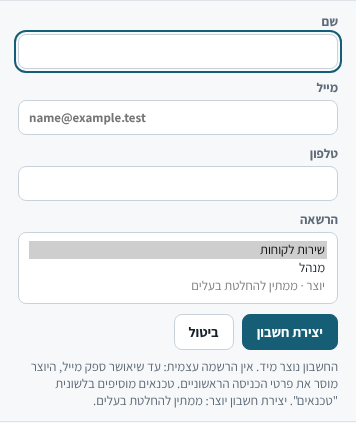 שם
מייל
name@example.test
טלפון
הרשאה
שירות לקוחות
מנהל
יוצר · ממתין להחלטת בעלים
יצירת חשבון
ביטול
החשבון נוצר מיד. אין הרשמה עצמית: עד שיאושר ספק מייל, היוצר
מוסר את פרטי הכניסה הראשוניים. טכנאים מוסיפים בלשונית
"טכנאים". יצירת חשבון יוצר: ממתין להחלטת בעלים.